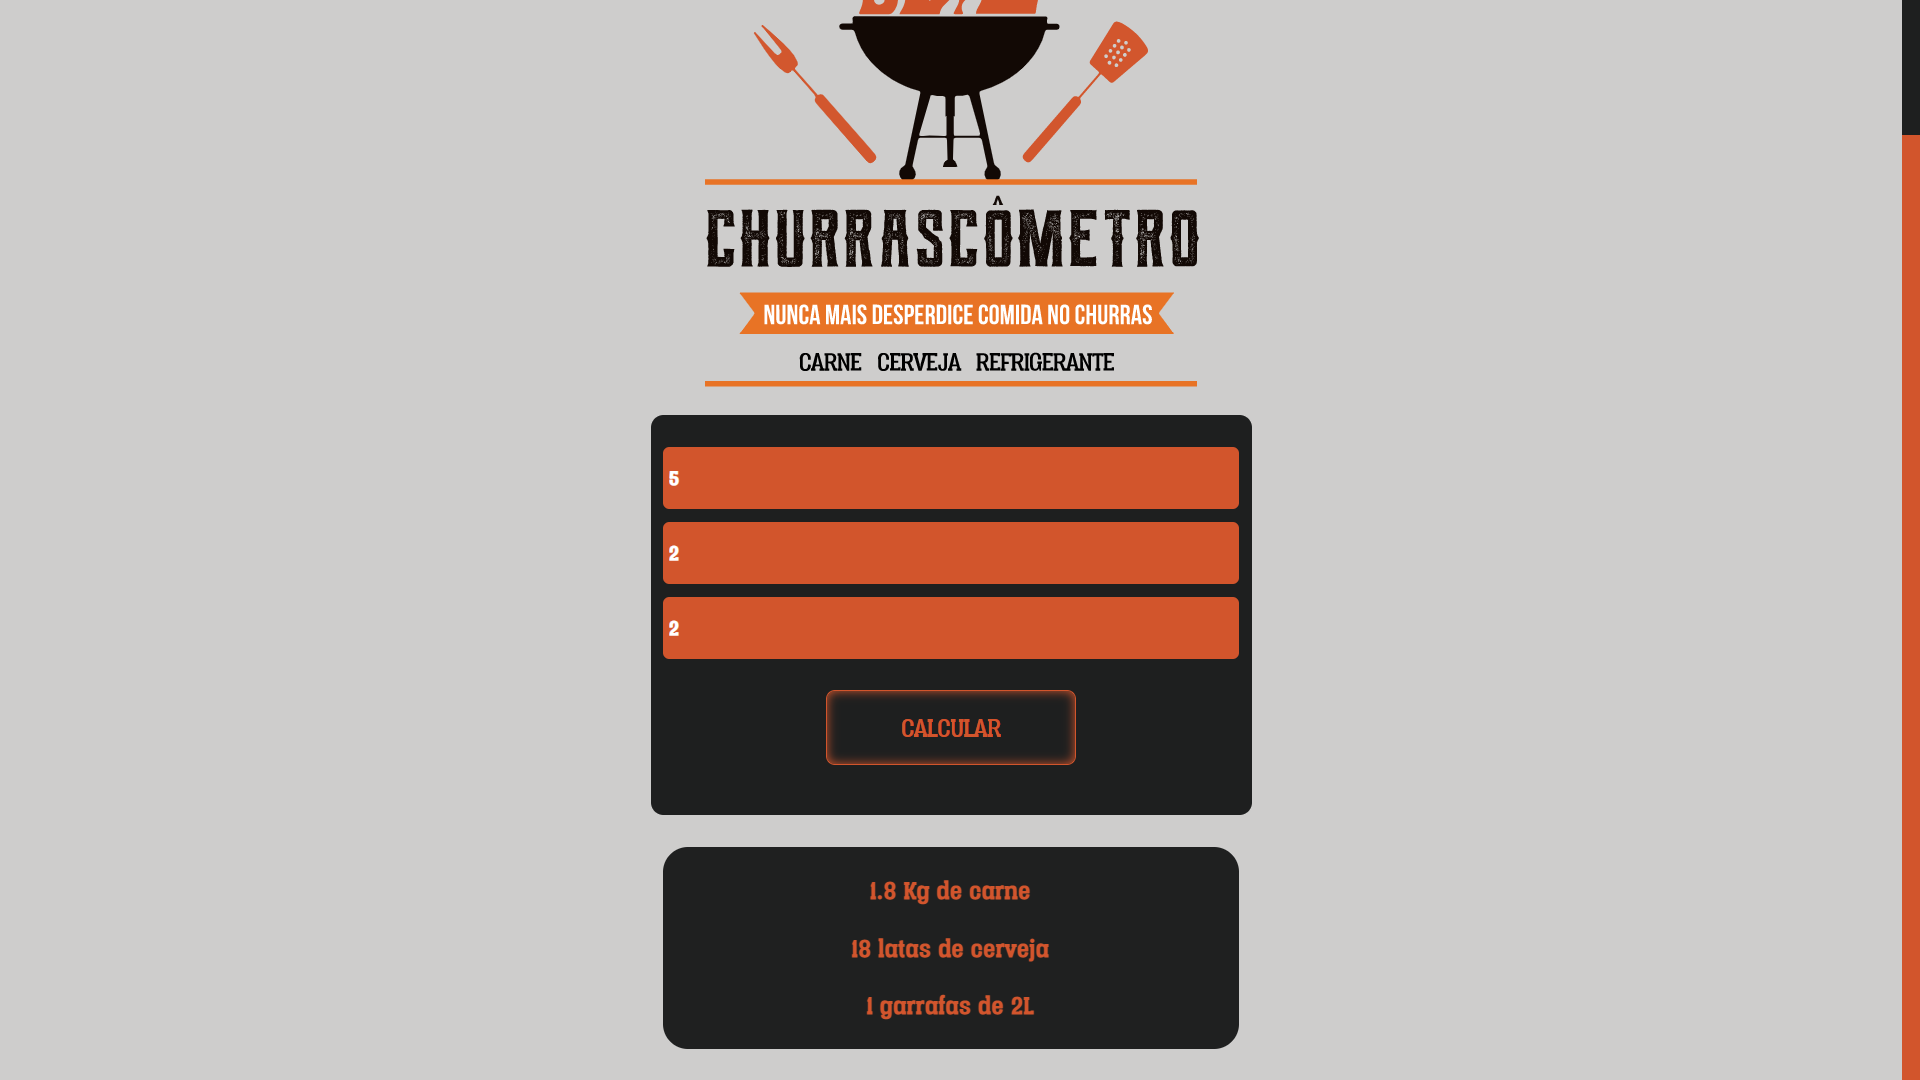 CHURRASCÔMETRO
NUNCA MAIS DESPERDICE COMIDA NO CHURRAS
CARNE CERVEJA REFRIGERANTE
5
2
2
CALCULAR
1.8 Kg de carne
18 latas de cerveja
1 garrafas de 2L